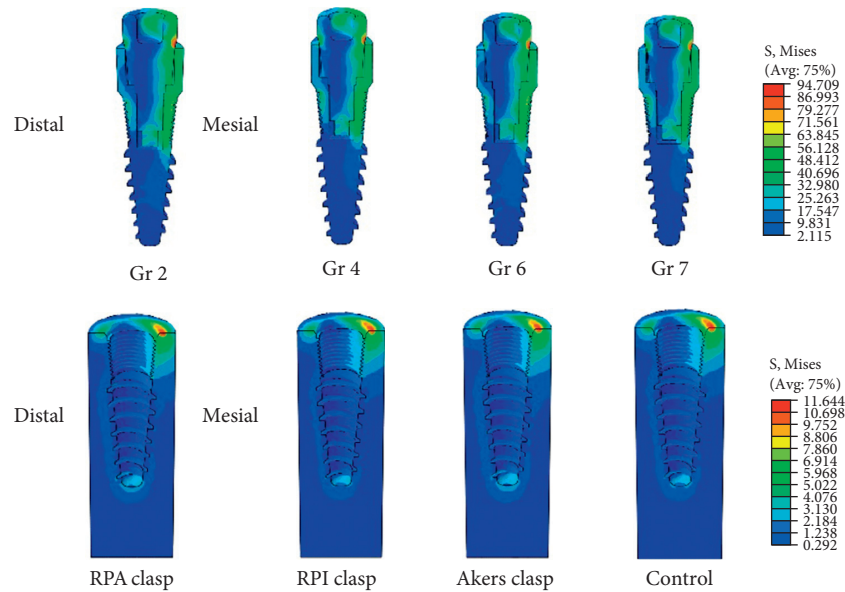 S, Mises
(Avg: 75%)
94.709
86.993
79.277
71.561
63.845
56.128
48.412
40.696
32.980
25.263
17.547
9.831
2.115
Distal
Mesial
Gr 2
Gr 4
Gr 6
Gr 7
S, Mises
(Avg: 75%)
11.644
10.698
9.752
8.806
7.860
6.914
5.968
5.022
4.076
3.130
2.184
1.238
0.292
Distal
Mesial
RPA clasp
RPI clasp
Akers clasp
Control